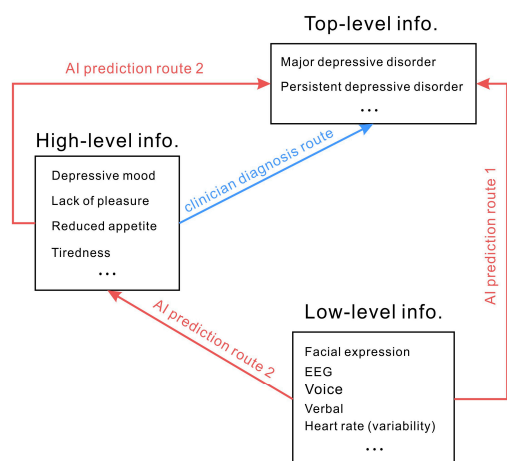 Top-level info.
Major depressive disorder
Persistent depressive disorder
...
AI prediction route 2
High-level info.
Depressive mood
Lack of pleasure
Reduced appetite
Tiredness
...
clinician diagnosis route
AI prediction route 1
AI prediction route 2
Low-level info.
Facial expression
EEG
Voice
Verbal
Heart rate (variability)
...